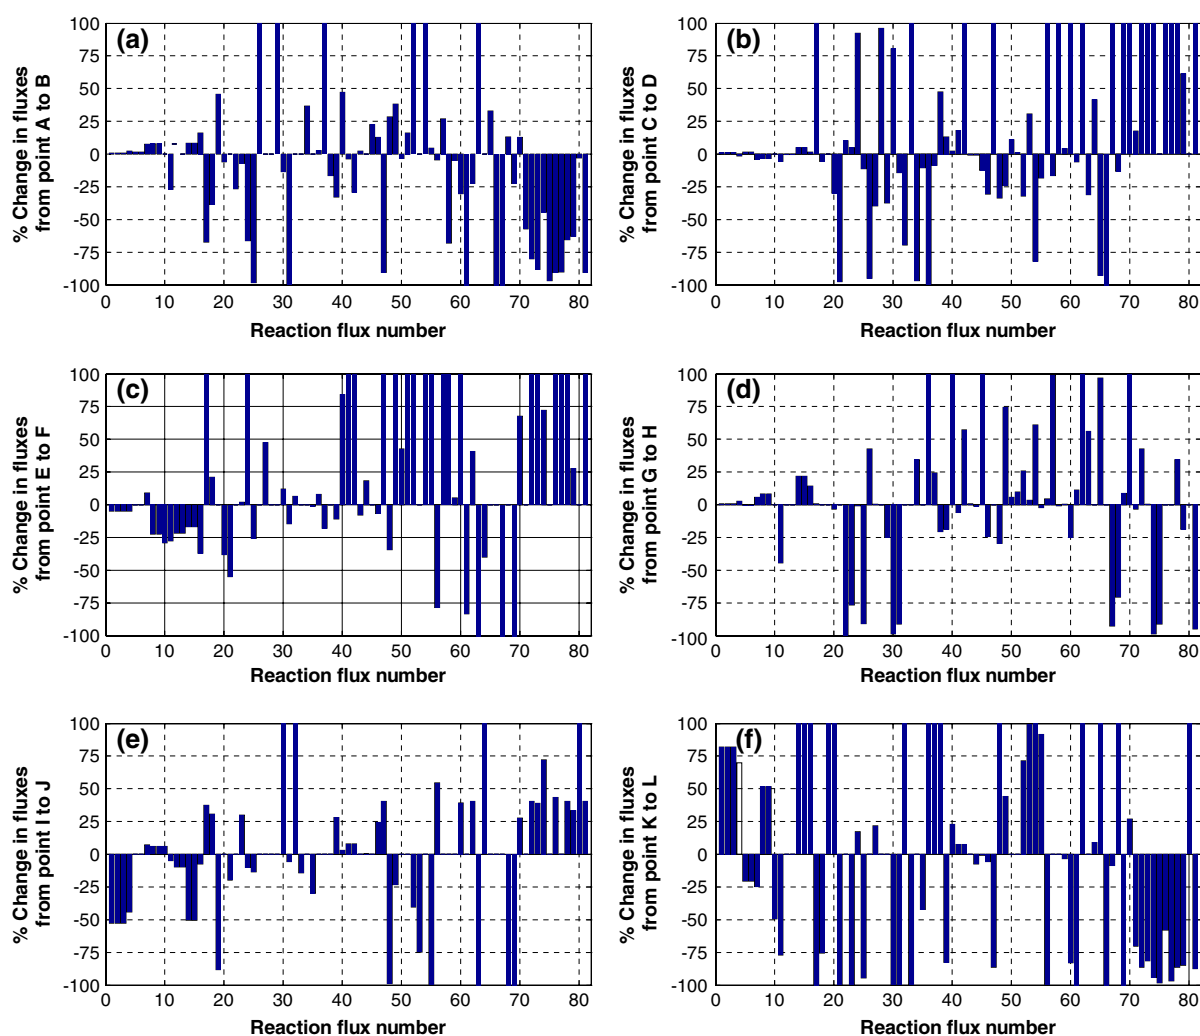 (a)
% Change in fluxes
from point A to B
100
75
50
25
0
-25
-50
-75
-100
0 10 20 30 40 50 60 70 80
Reaction flux number
(b)
% Change in fluxes
from point C to D
100
75
50
25
0
-25
-50
-75
-100
0 10 20 30 40 50 60 70 80
Reaction flux number
(c)
% Change in fluxes
from point E to F
100
75
50
25
0
-25
-50
-75
-100
0 10 20 30 40 50 60 70 80
Reaction flux number
(d)
% Change in fluxes
from point G to H
100
75
50
25
0
-25
-50
-75
-100
0 10 20 30 40 50 60 70 80
Reaction flux number
(e)
% Change in fluxes
from point I to J
100
75
50
25
0
-25
-50
-75
-100
0 10 20 30 40 50 60 70 80
Reaction flux number
(f)
% Change in fluxes
from point K to L
100
75
50
25
0
-25
-50
-75
-100
0 10 20 30 40 50 60 70 80
Reaction flux number